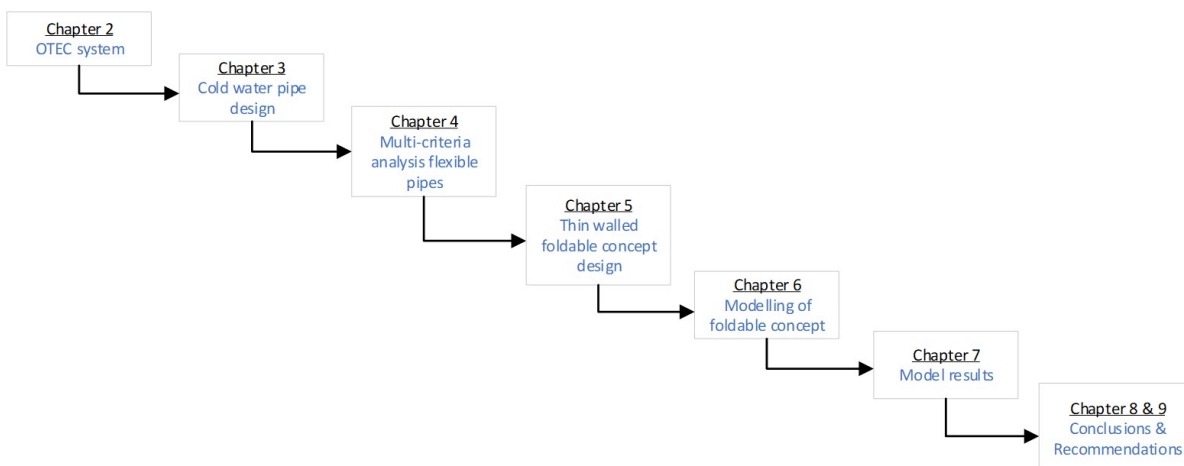 Chapter 2
OTEC system
Chapter 3
Cold water pipe
design
Chapter 4
Multi-criteria
analysis flexible
pipes
Chapter 5
Thin walled
foldable concept
design
Chapter 6
Modelling of
foldable concept
Chapter 7
Model results
Chapter 8 & 9
Conclusions &
Recommendations